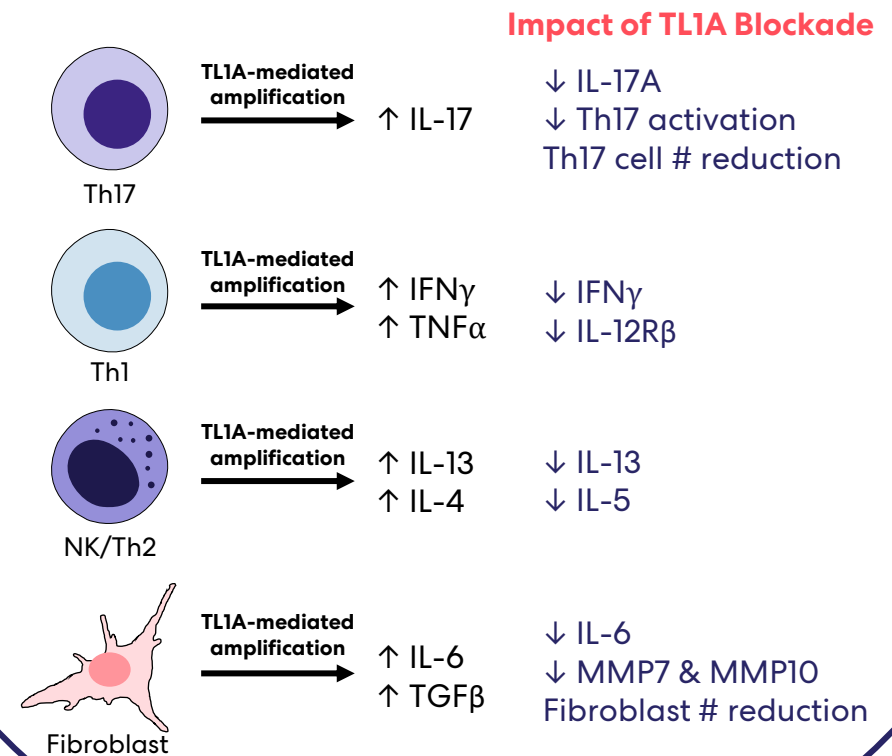 Impact of TL1A Blockade
TL1A-mediated
amplification
↑ IL-17
↓ IL-17A
↓ Th17 activation
Th17 cell # reduction
Th17
TL1A-mediated
amplification
↑ IFNγ
↑ TNFα
↓ IFNγ
↓ IL-12Rβ
Th1
TL1A-mediated
amplification
↑ IL-13
↑ IL-4
↓ IL-13
↓ IL-5
NK/Th2
TL1A-mediated
amplification
↑ IL-6
↑ TGFβ
↓ IL-6
↓ MMP7 & MMP10
Fibroblast # reduction
Fibroblast